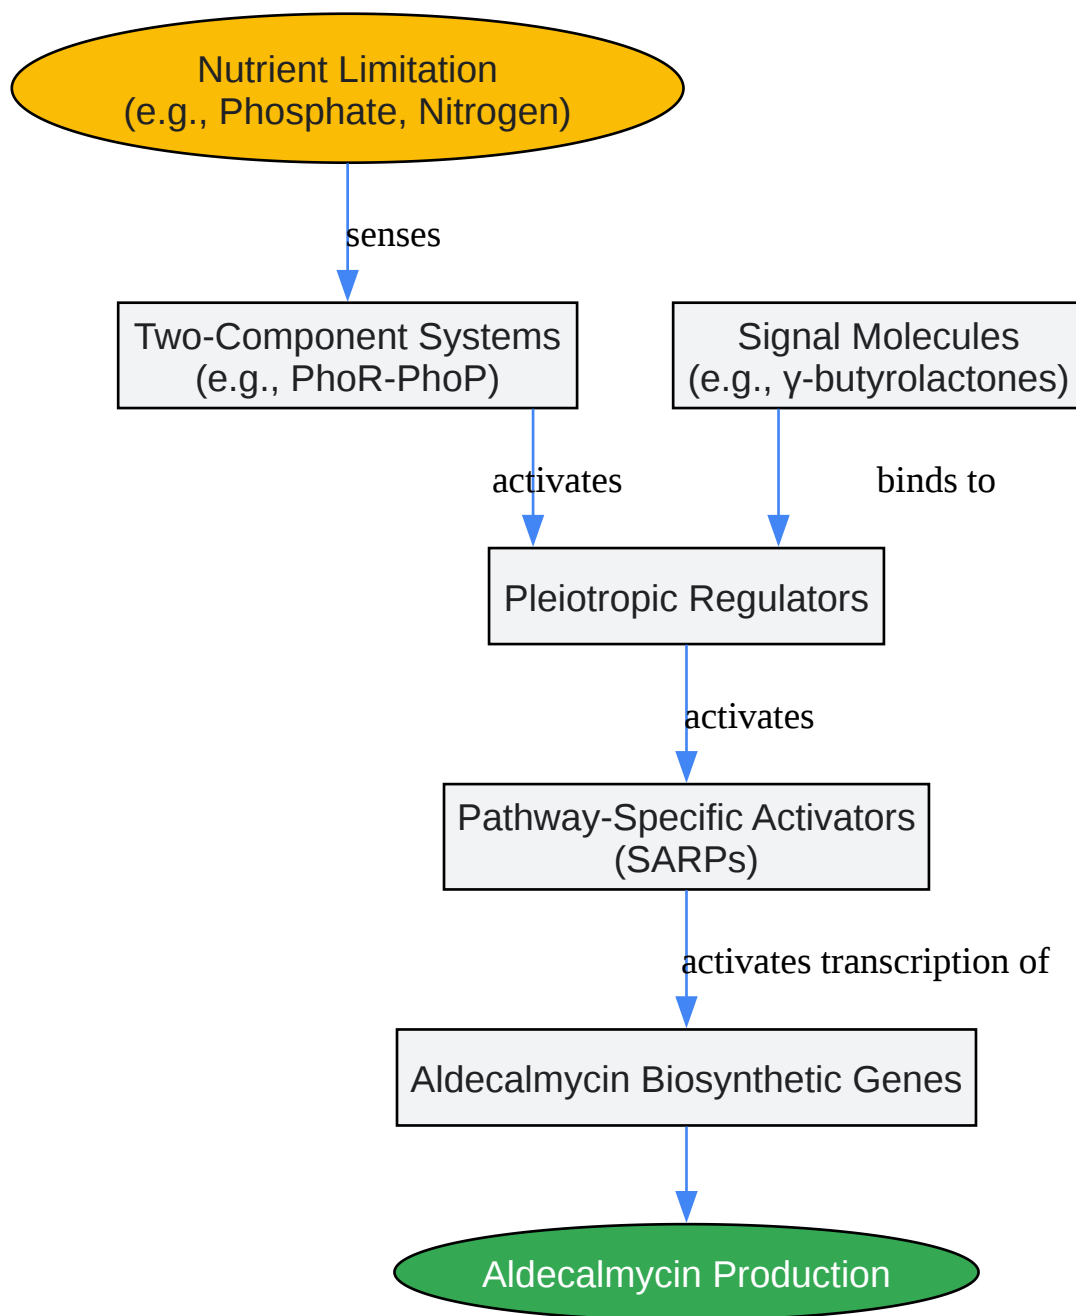 Nutrient Limitation
(e.g., Phosphate, Nitrogen)
senses
Two-Component Systems
(e.g., PhoR-PhoP)
Signal Molecules
(e.g., γ-butyrolactones)
activates
binds to
Pleiotropic Regulators
activates
Pathway-Specific Activators
(SARPs)
activates transcription of
Aldecalmycin Biosynthetic Genes
Aldecalmycin Production